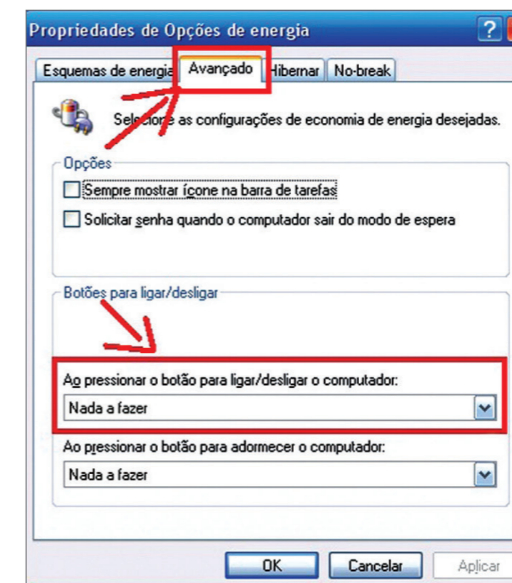 Propriedades de Opções de energia
?
Esquemas de energia Avançado Hibernar No-break
Selecione as configurações de economia de energia desejadas.
Opções
Sempre mostrar ícone na barra de tarefas
Solicitar senha quando o computador sair do modo de espera
Botões para ligar/desligar
Ao pressionar o botão para ligar/desligar o computador:
Nada a fazer
Ao pressionar o botão para adormecer o computador:
Nada a fazer
OK Cancelar Aplicar